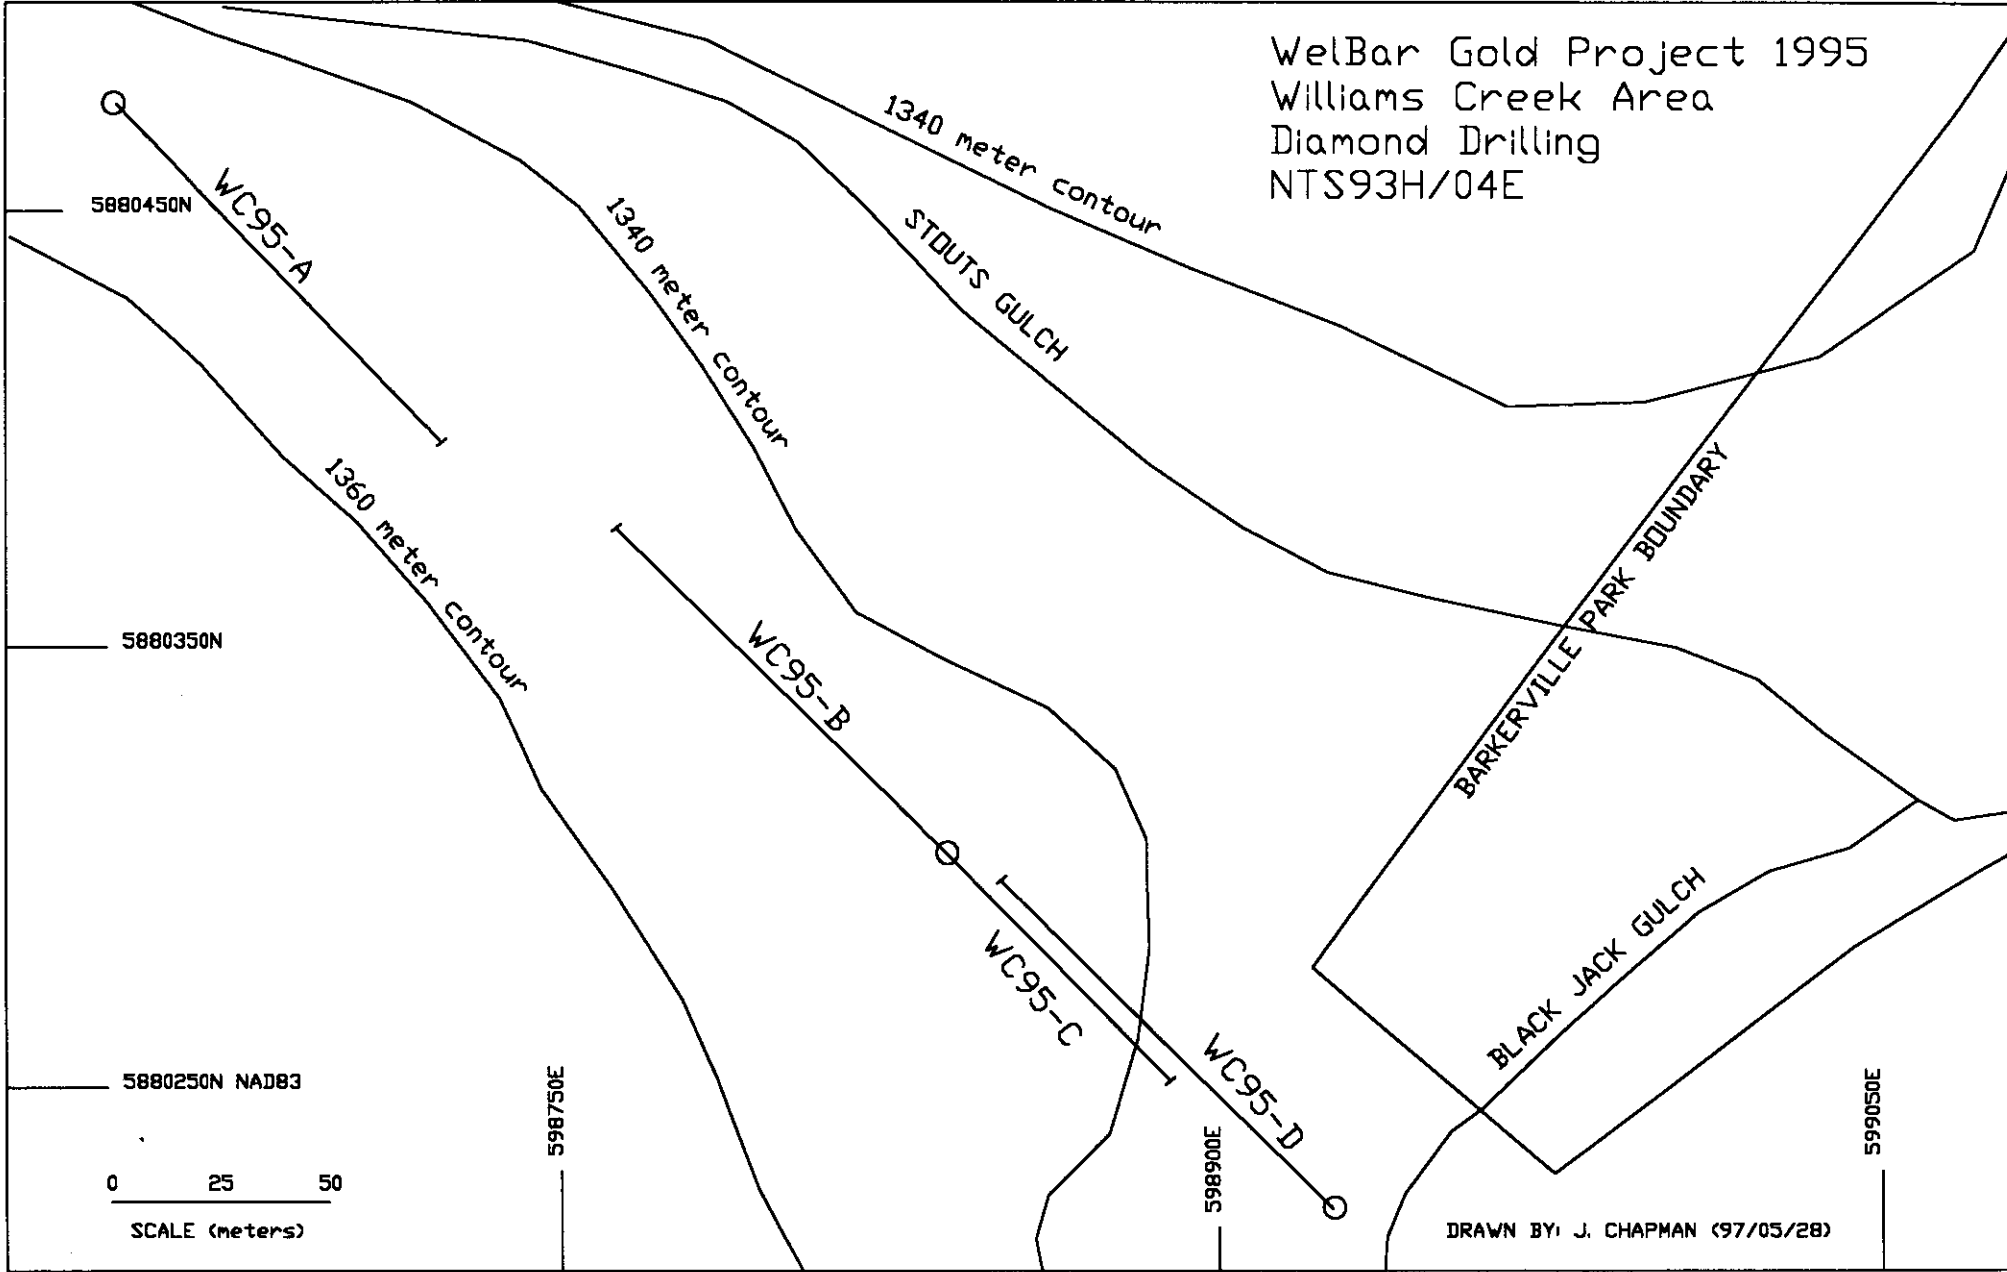 WelBar Gold Project 1995
Williams Creek Area
Diamond Drilling
NTS93H/04E
1340 meter contour
5880450N
WC95-A
1340 meter contour
STOUTS GULCH
1360 meter contour
BARKERVILLE PARK BOUNDARY
5880350N
WC95-B
WC95-C
BLACK JACK GULCH
WC95-D
5880250N NAD83
598750E
598900E
599050E
0 25 50
SCALE (meters)
DRAWN BY: J. CHAPMAN (97/05/28)